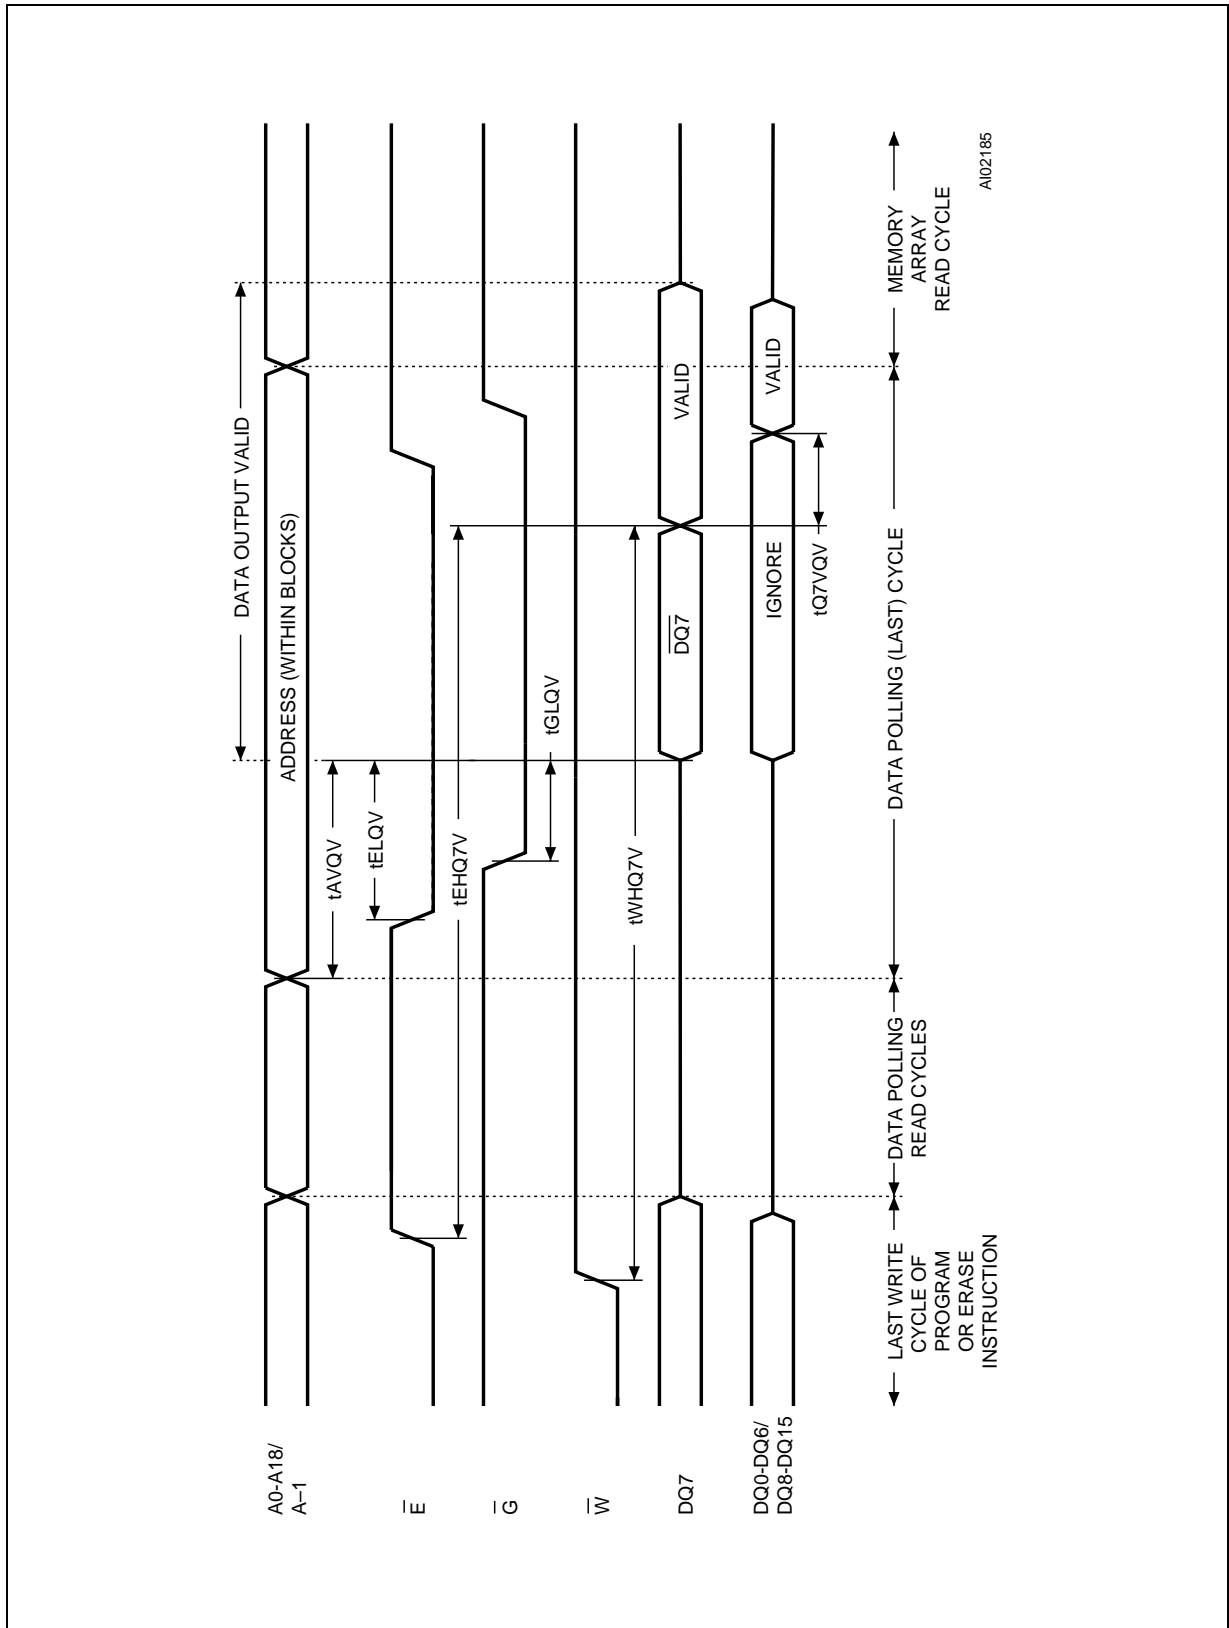 DATA OUTPUT VALID
A0-A18/
A–1
ADDRESS (WITHIN BLOCKS)
tAVQV
tELQV
E̅
tEHQ7V
G̅
tGLQV
W̅
tWHQ7V
DQ7
D̅Q̅7̅
VALID
DQ0-DQ6/
DQ8-DQ15
IGNORE
VALID
tQ7VQV
LAST WRITE
CYCLE OF
PROGRAM
OR ERASE
INSTRUCTION
DATA POLLING
READ CYCLES
DATA POLLING (LAST) CYCLE
MEMORY
ARRAY
READ CYCLE
AI02185